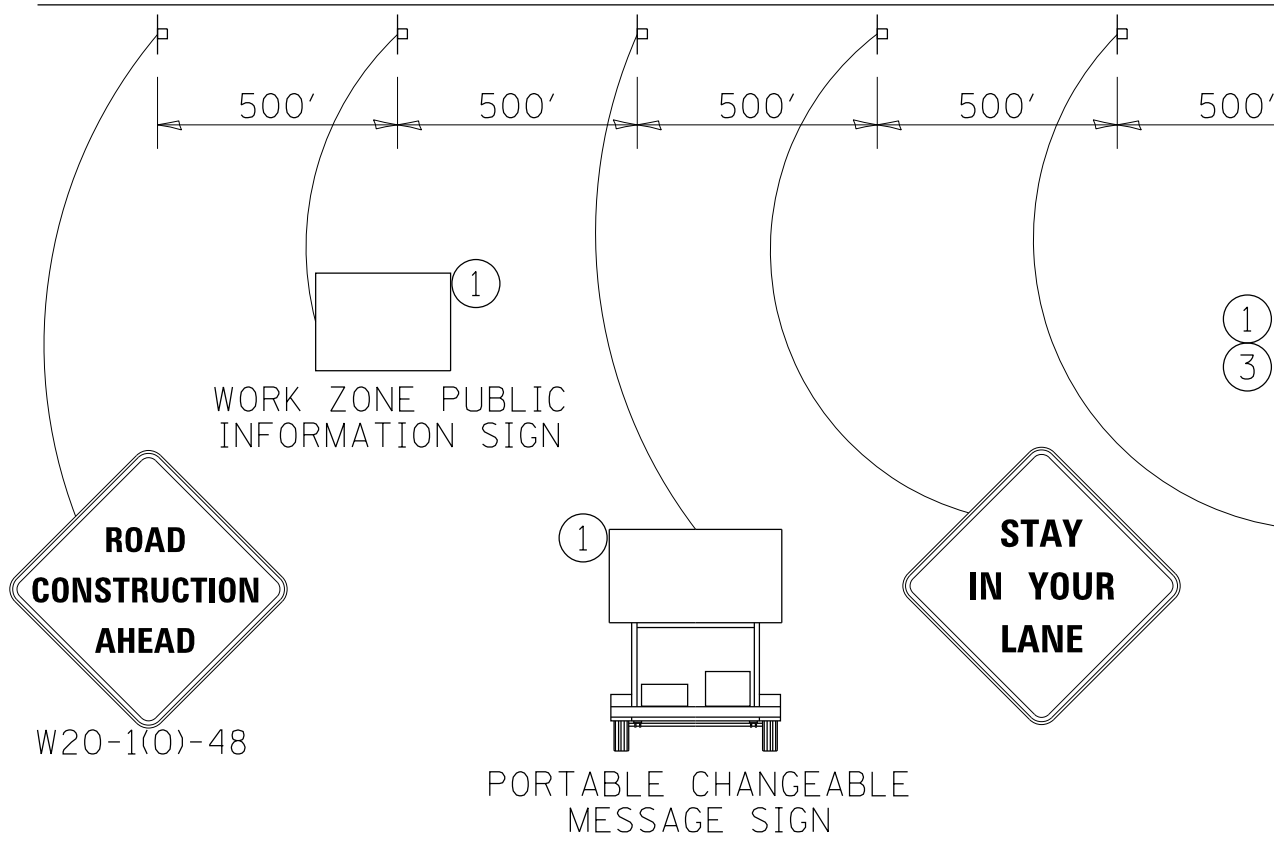 500' 500' 500' 500' 500'
1
1
3
WORK ZONE PUBLIC
INFORMATION SIGN
ROAD
CONSTRUCTION
AHEAD
W20-1(O)-48
1
PORTABLE CHANGEABLE
MESSAGE SIGN
STAY
IN YOUR
LANE